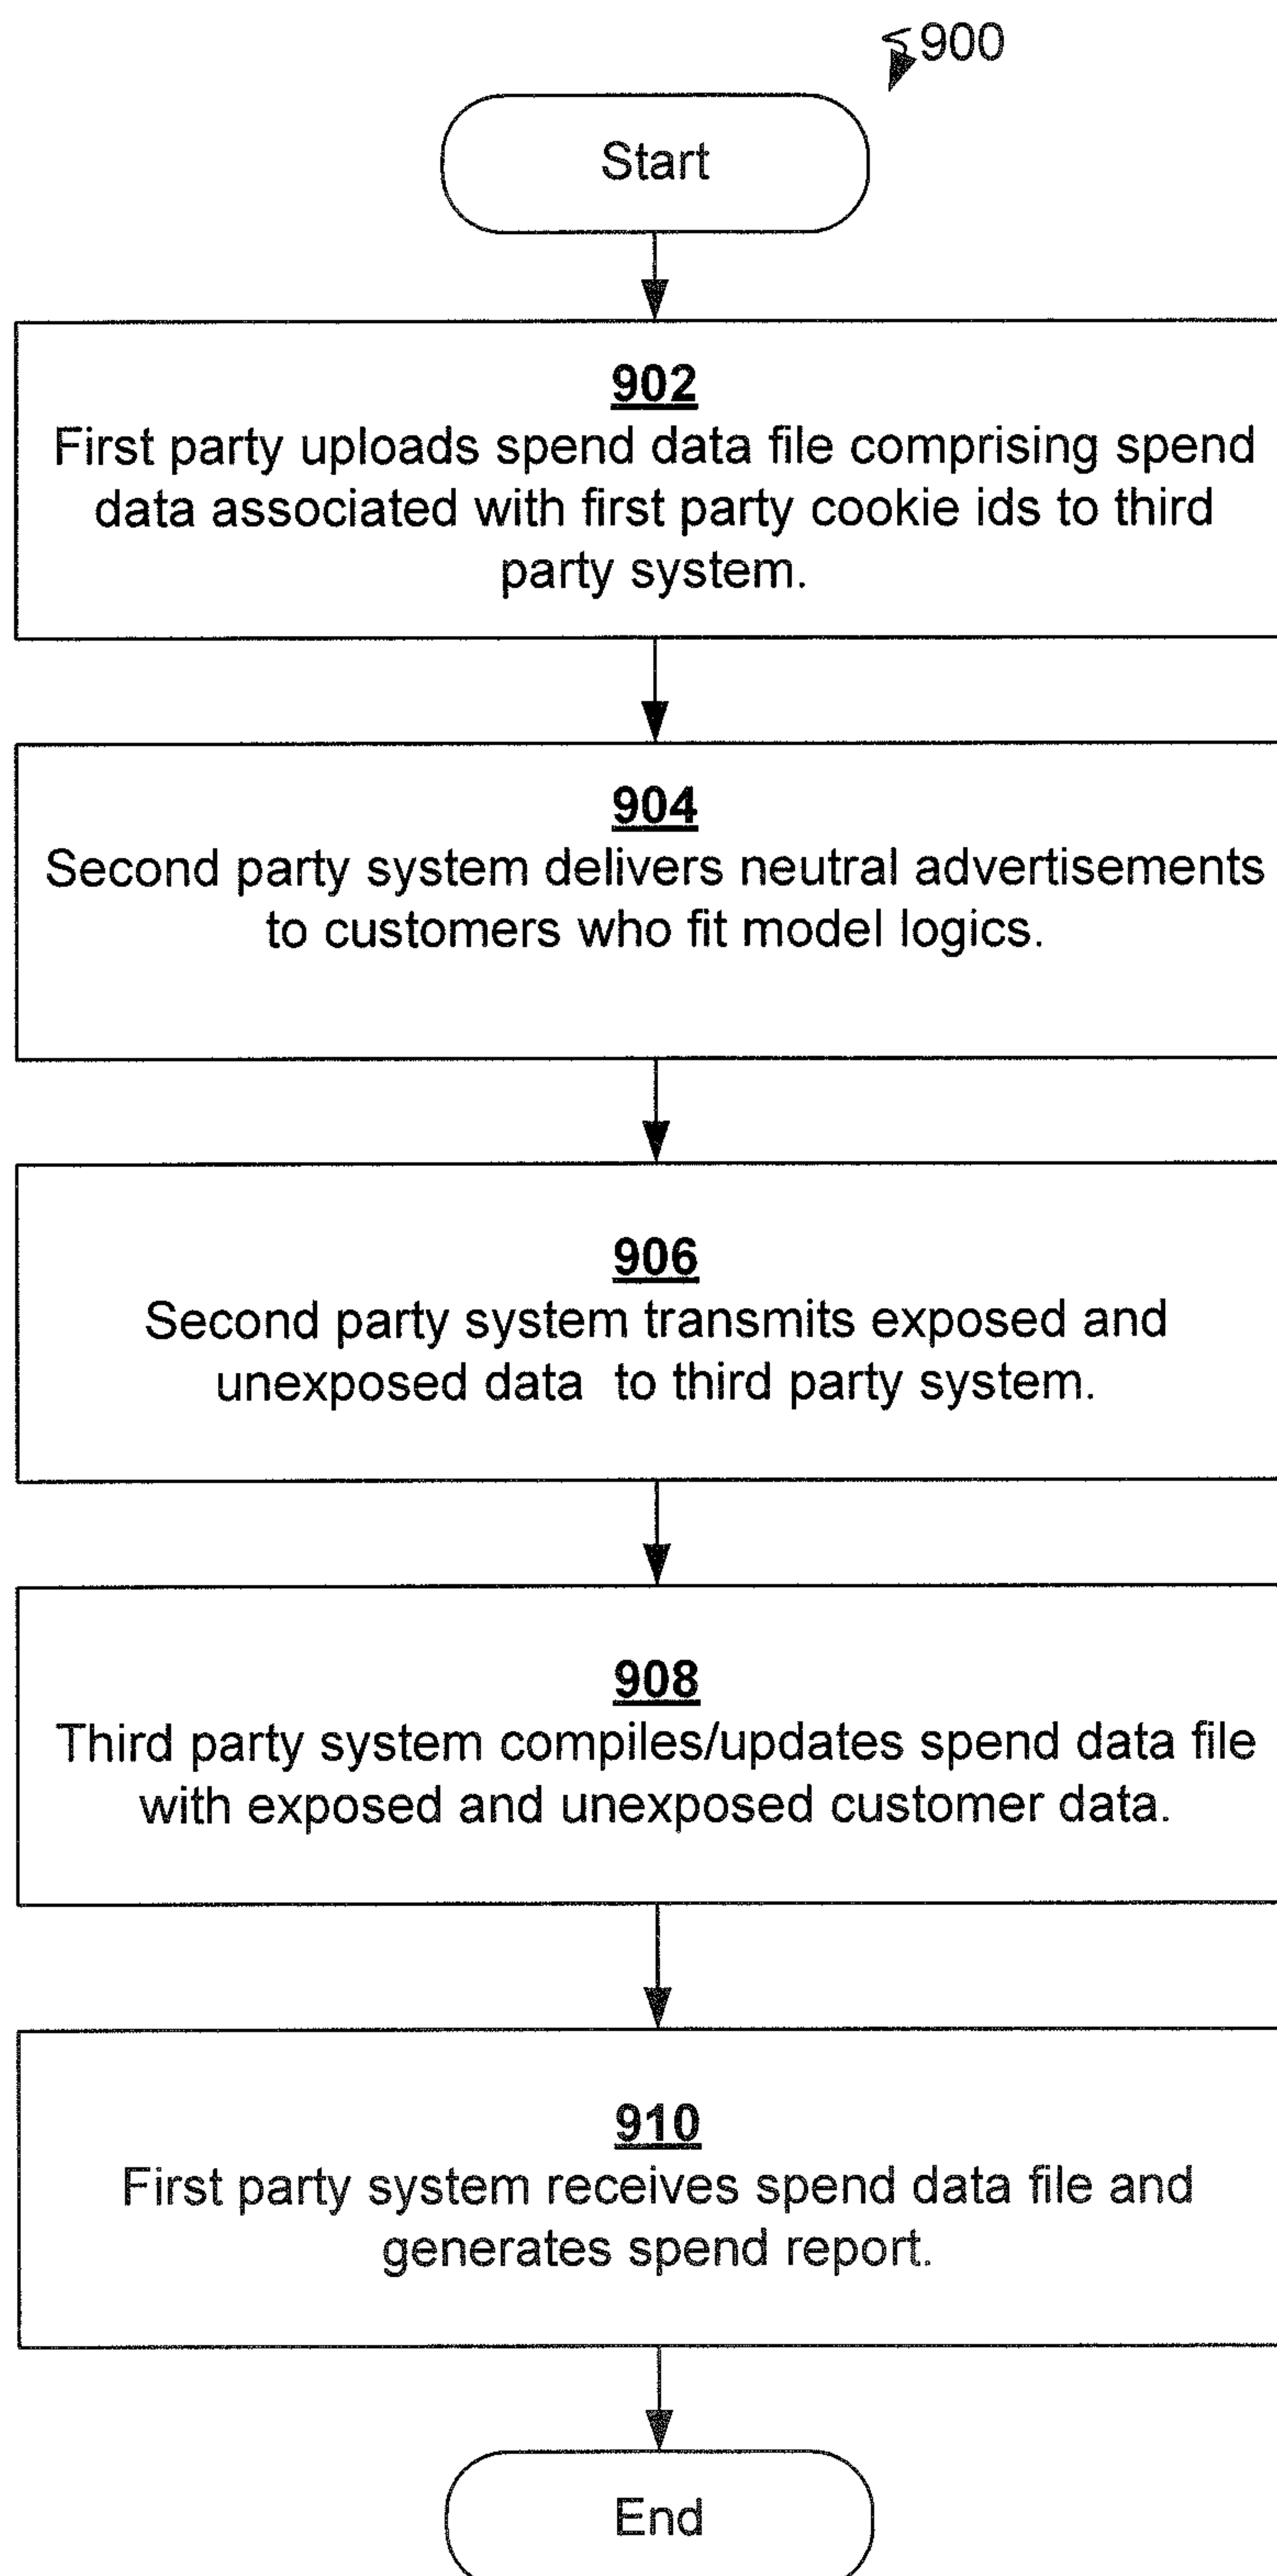 900
Start
902
First party uploads spend data file comprising spend
data associated with first party cookie ids to third
party system.
904
Second party system delivers neutral advertisements
to customers who fit model logics.
906
Second party system transmits exposed and
unexposed data to third party system.
908
Third party system compiles/updates spend data file
with exposed and unexposed customer data.
910
First party system receives spend data file and
generates spend report.
End